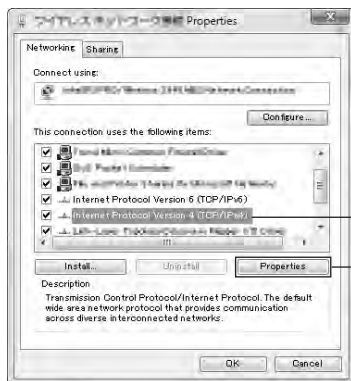 ワイヤレス ネットワーク接続 Properties
Networking Sharing
Connect using:
Configure...
This connection uses the following items:
Internet Protocol Version 6 (TCP/IPv6)
Internet Protocol Version 4 (TCP/IPv4)
Install...
Uninstall
Properties
Description
Transmission Control Protocol/Internet Protocol. The default
wide area network protocol that provides communication
across diverse interconnected networks.
OK
Cancel